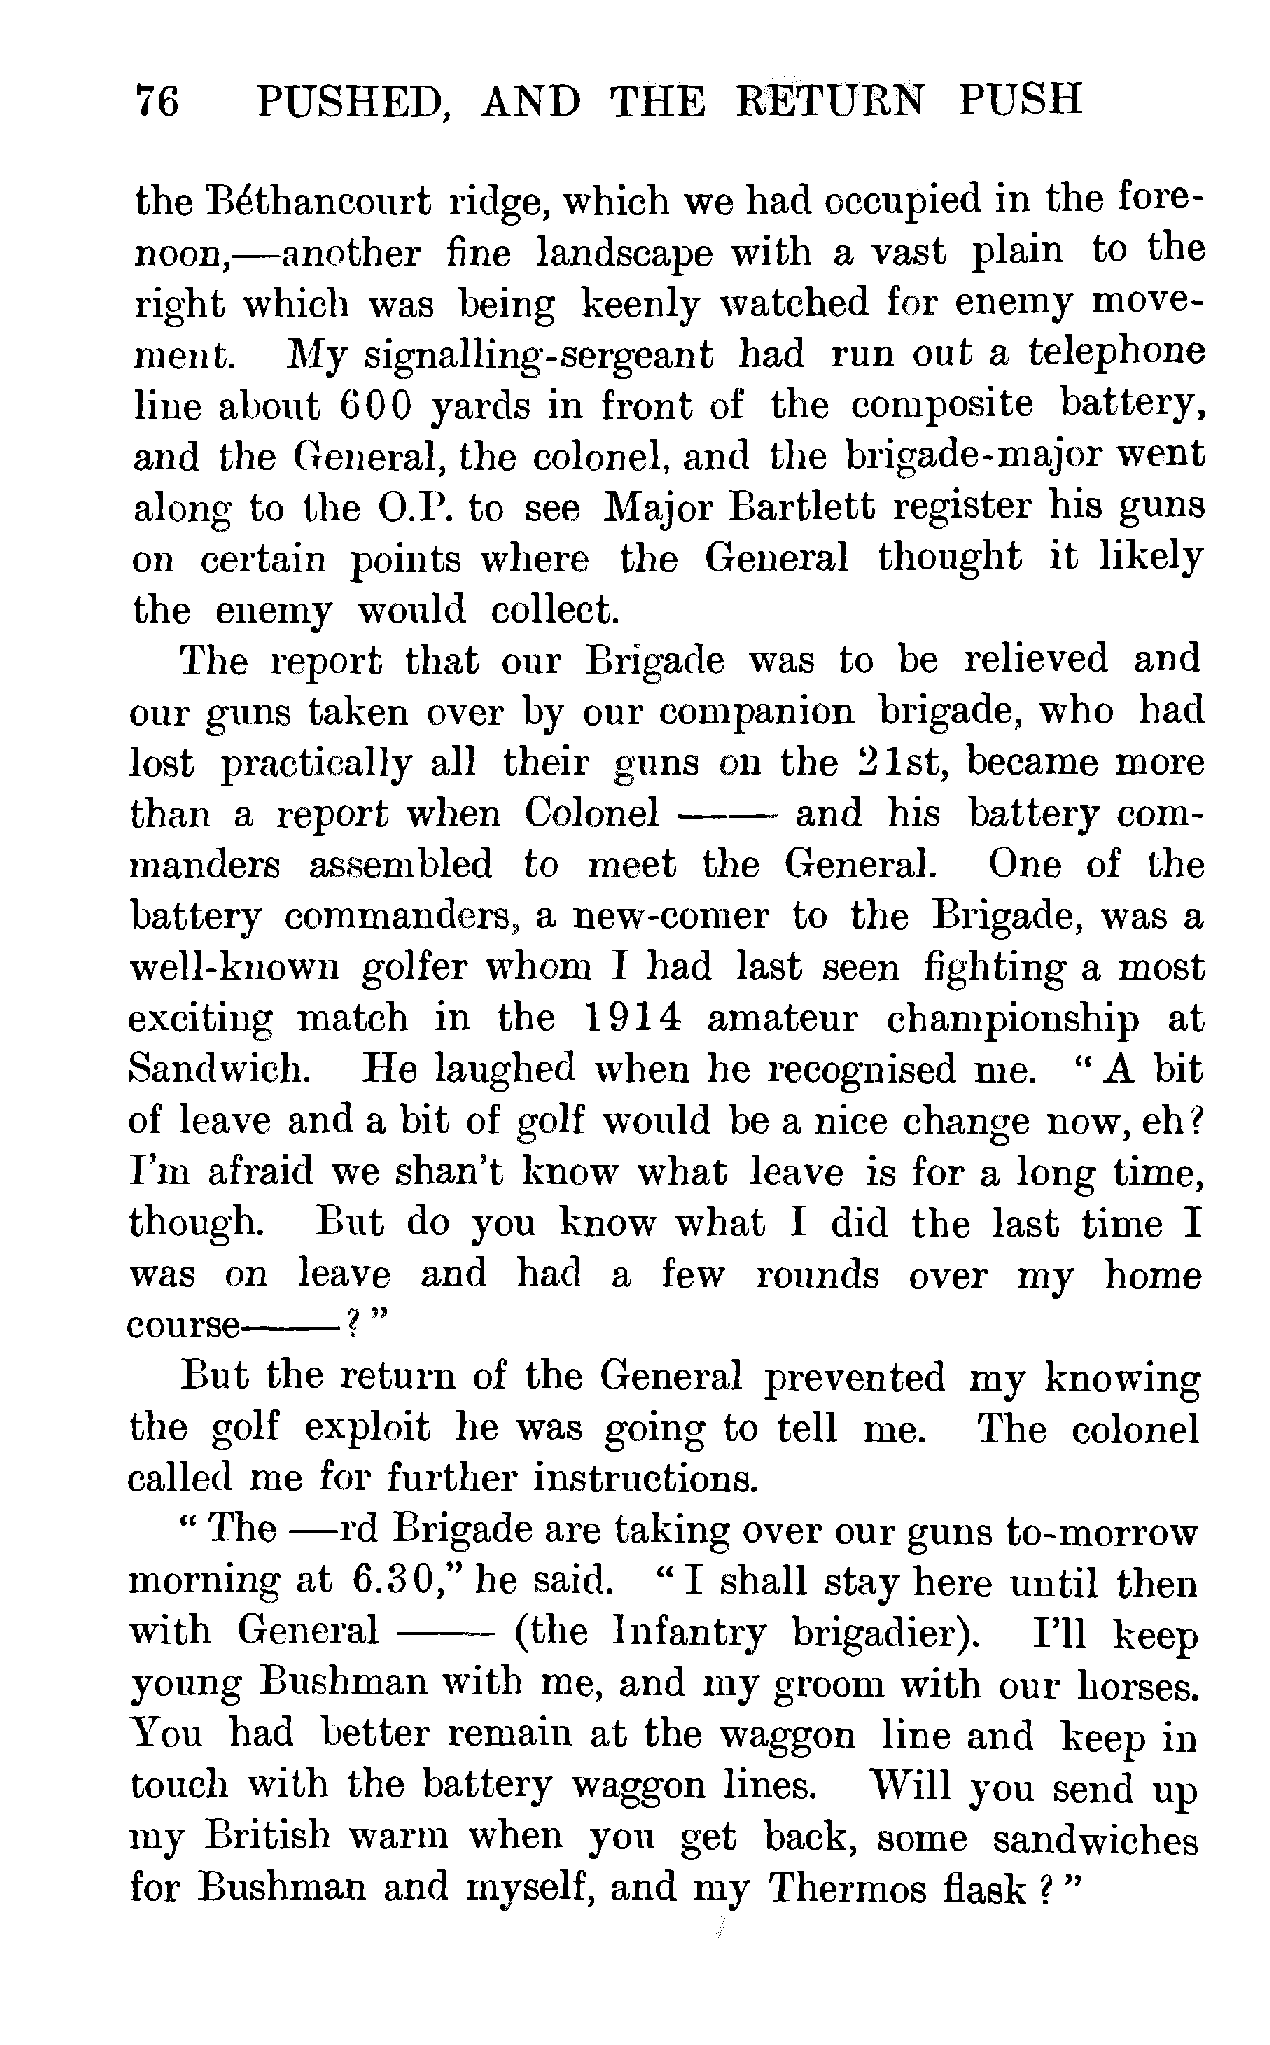 76 PUSHED, AND THE RETURN PUSH
the Béthancourt ridge, which we had occupied in the fore-
noon,—another fine landscape with a vast plain to the
right which was being keenly watched for enemy move-
ment. My signalling-sergeant had run out a telephone
line about 600 yards in front of the composite battery,
and the General, the colonel, and the brigade-major went
along to the O.P. to see Major Bartlett register his guns
on certain points where the General thought it likely
the enemy would collect.
The report that our Brigade was to be relieved and
our guns taken over by our companion brigade, who had
lost practically all their guns on the 21st, became more
than a report when Colonel —— and his battery com-
manders assembled to meet the General. One of the
battery commanders, a new-comer to the Brigade, was a
well-known golfer whom I had last seen fighting a most
exciting match in the 1914 amateur championship at
Sandwich. He laughed when he recognised me. “ A bit
of leave and a bit of golf would be a nice change now, eh?
I'm afraid we shan't know what leave is for a long time,
though. But do you know what I did the last time I
was on leave and had a few rounds over my home
course——? ”
But the return of the General prevented my knowing
the golf exploit he was going to tell me. The colonel
called me for further instructions.
“ The —rd Brigade are taking over our guns to-morrow
morning at 6.30,” he said. “ I shall stay here until then
with General —— (the Infantry brigadier). I'll keep
young Bushman with me, and my groom with our horses.
You had better remain at the waggon line and keep in
touch with the battery waggon lines. Will you send up
my British warm when you get back, some sandwiches
for Bushman and myself, and my Thermos flask ? ”